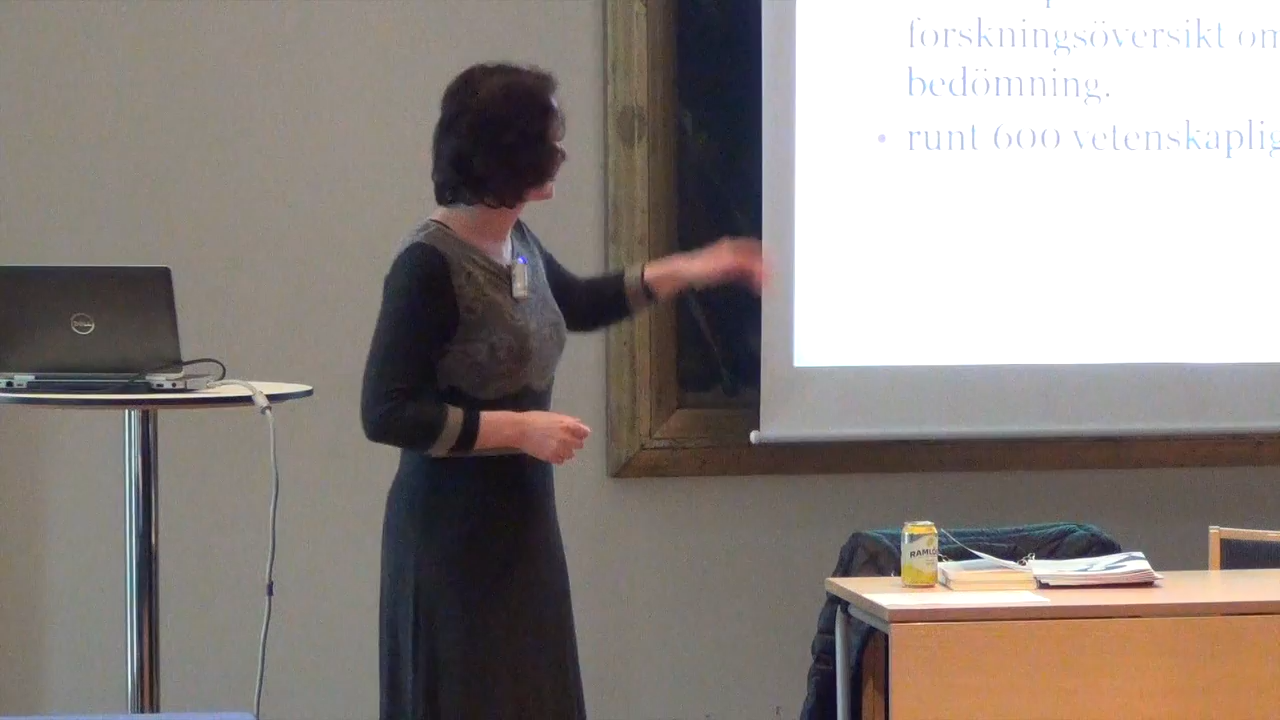 forskningsöversikt om
bedömning.
• runt 600 vetenskaplig
DELL
RAMLÖ